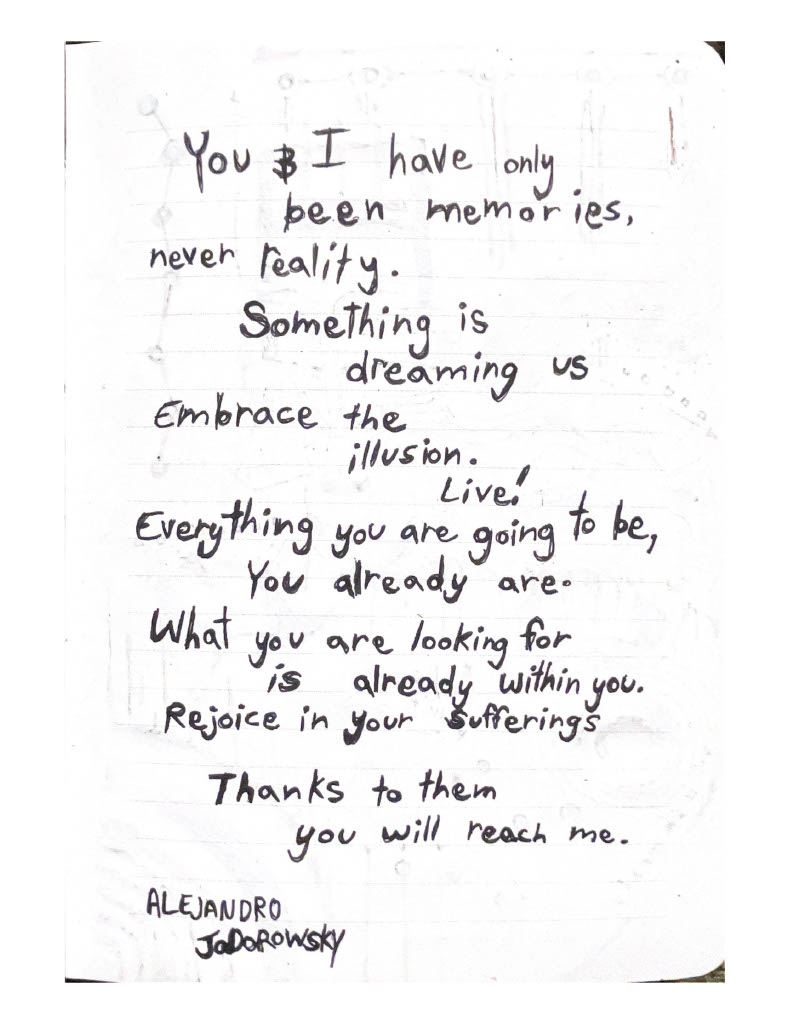 You & I have only
been memories,
never reality.
Something is
dreaming us
Embrace the
illusion.
Live!
Everything you are going to be,
You already are.
What you are looking for
is already within you.
Rejoice in your sufferings
Thanks to them
you will reach me.
ALEJANDRO
JoDoROWSKY